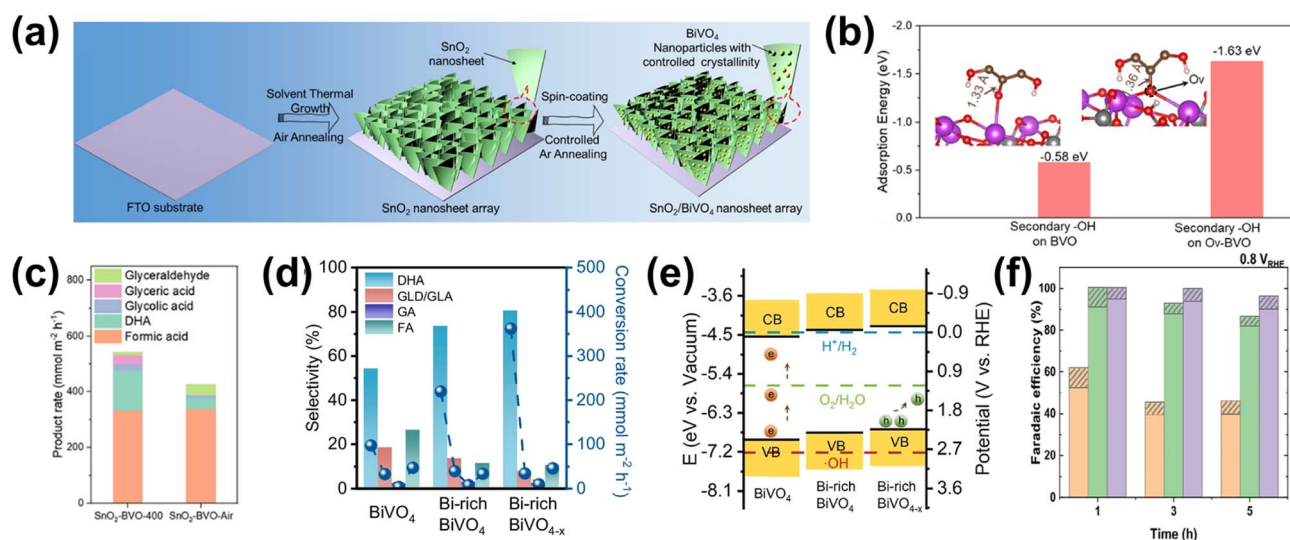 (a)
SnO2
nanosheet
BiVO4
Nanoparticles with
controlled crystallinity
Solvent Thermal
Growth
Air Annealing
Spin-coating
Controlled
Ar Annealing
FTO substrate
SnO2 nanosheet array
SnO2/BiVO4 nanosheet array
(b)
Adsorption Energy (eV)
-2.0
-1.5
-1.0
-0.5
0.0
1.33 Å
-0.58 eV
.36 Å
Ov
-1.63 eV
Secondary -OH
on BVO
Secondary -OH
on Ov-BVO
(c)
Product rate (mmol m-2 h-1)
800
600
400
200
0
Glyceraldehyde
Glyceric acid
Glycolic acid
DHA
Formic acid
SnO2-BVO-400
SnO2-BVO-Air
(d)
Selectivity (%)
100
80
60
40
20
0
DHA
GLD/GLA
GA
FA
500
400
300
200
100
0
Conversion rate (mmol m-2 h-1)
BiVO4
Bi-rich
BiVO4
Bi-rich
BiVO4-x
(e)
E (eV vs. Vacuum)
-3.6
-4.5
-5.4
-6.3
-7.2
-8.1
CB
CB
CB
H+/H2
e
e
e
O2/H2O
h
h
h
VB
VB
VB
·OH
-0.9
0.0
0.9
1.8
2.7
3.6
Potential (V vs. RHE)
BiVO4
Bi-rich
BiVO4
Bi-rich
BiVO4-x
(f)
0.8 VRHE
Faradaic efficiency (%)
100
80
60
40
20
0
1
3
5
Time (h)